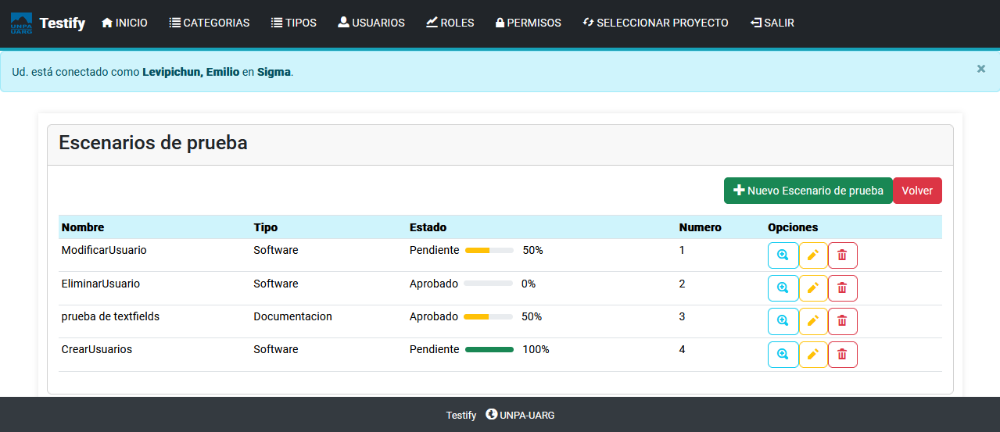 UNPA UARG Testify INICIO CATEGORIAS TIPOS USUARIOS ROLES PERMISOS SELECCIONAR PROYECTO SALIR
Ud. está conectado como Levipichun, Emilio en Sigma. ×
Escenarios de prueba
Nuevo Escenario de prueba Volver
Nombre Tipo Estado Numero Opciones
ModificarUsuario Software Pendiente 50% 1
EliminarUsuario Software Aprobado 0% 2
prueba de textfields Documentacion Aprobado 50% 3
CrearUsuarios Software Pendiente 100% 4
Testify UNPA-UARG